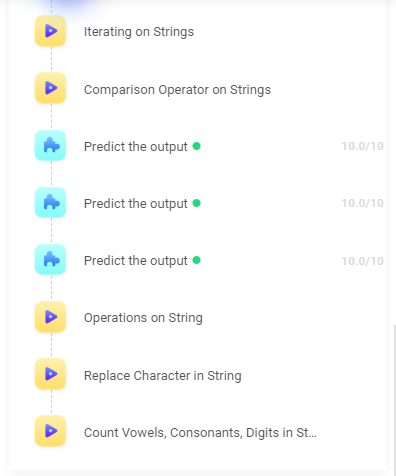 Iterating on Strings
Comparison Operator on Strings
Predict the output 10.0/10
Predict the output 10.0/10
Predict the output 10.0/10
Operations on String
Replace Character in String
Count Vowels, Consonants, Digits in St...